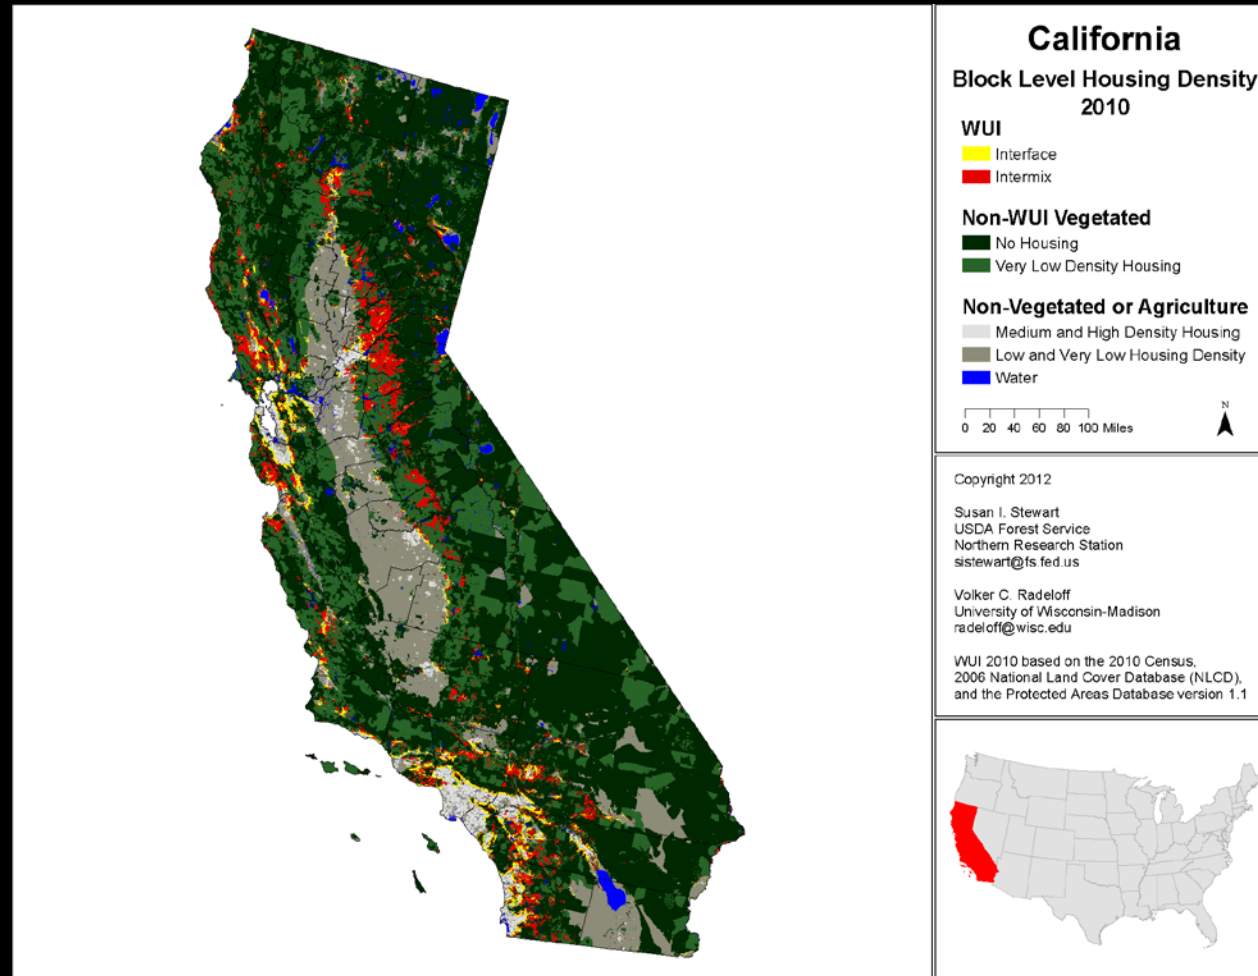 California
Block Level Housing Density
2010
WUI
Interface
Intermix
Non-WUI Vegetated
No Housing
Very Low Density Housing
Non-Vegetated or Agriculture
Medium and High Density Housing
Low and Very Low Housing Density
Water
N
0 20 40 60 80 100 Miles
Copyright 2012
Susan I. Stewart
USDA Forest Service
Northern Research Station
sistewart@fs.fed.us
Volker C. Radeloff
University of Wisconsin-Madison
radeloff@wisc.edu
WUI 2010 based on the 2010 Census,
2006 National Land Cover Database (NLCD),
and the Protected Areas Database version 1.1